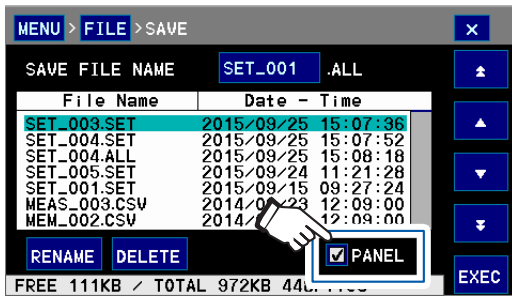 MENU > FILE > SAVE ×
SAVE FILE NAME SET_001 .ALL
File Name Date - Time
SET_003.SET 2015/09/25 15:07:36
SET_004.SET 2015/09/25 15:07:52
SET_004.ALL 2015/09/25 15:08:18
SET_005.SET 2015/09/24 11:21:28
SET_001.SET 2015/09/15 09:27:24
MEAS_003.CSV 2014/0 /23 12:09:00
MEM_002.CSV 2014/ 12:09:00
RENAME DELETE PANEL
EXEC
FREE 111KB / TOTAL 972KB